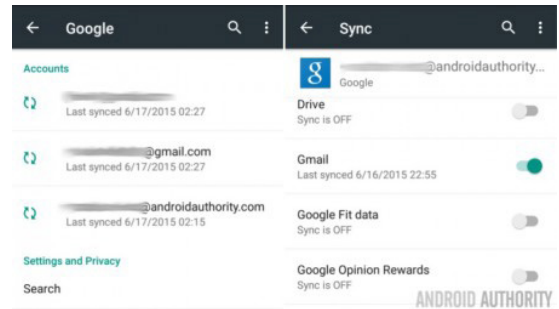 Google
Accounts
Last synced 6/17/2015 02:27
@gmail.com
Last synced 6/17/2015 02:27
@androidauthority.com
Last synced 6/17/2015 02:15
Settings and Privacy
Search
Sync
8
@androidauthority...
Google
Drive
Sync is OFF
Gmail
Last synced 6/16/2015 22:55
Google Fit data
Sync is OFF
Google Opinion Rewards
Sync is OFF
ANDROID AUTHORITY